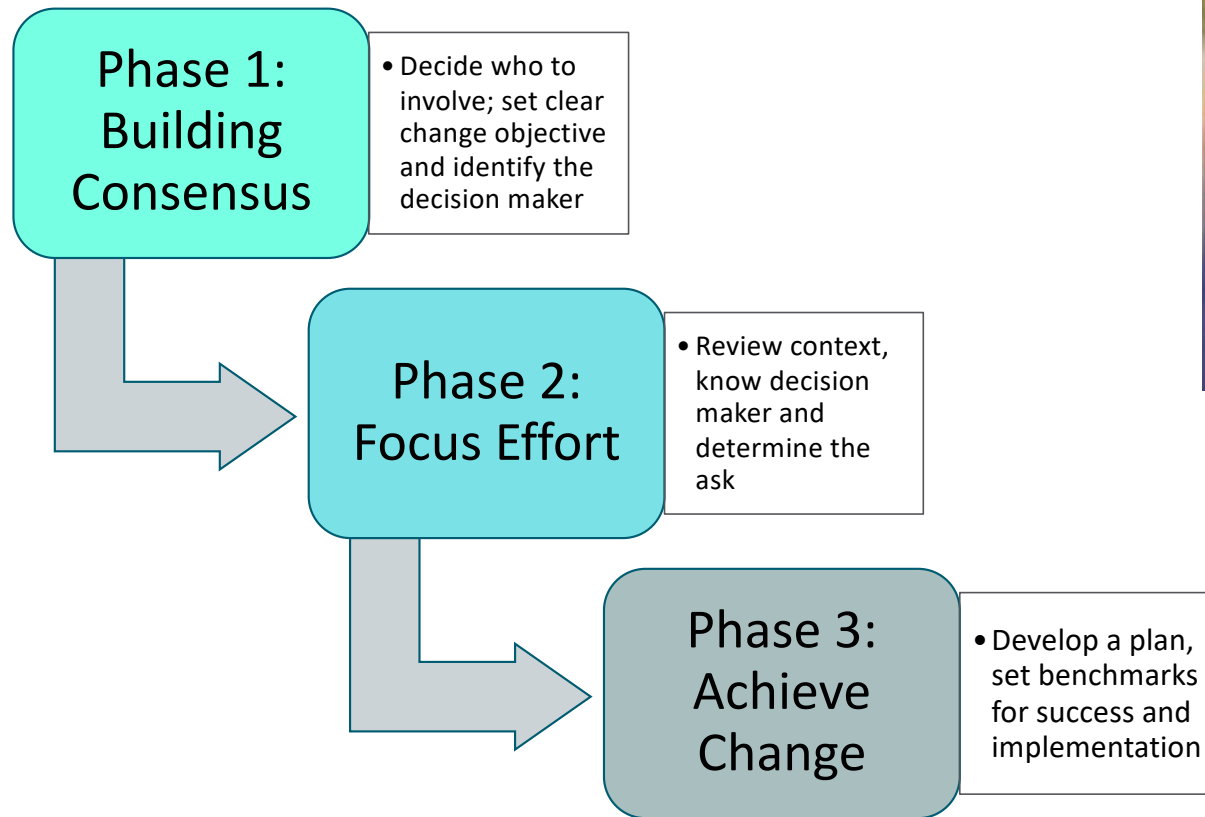 Phase 1:
Building
Consensus
• Decide who to
involve; set clear
change objective
and identify the
decision maker
Phase 2:
Focus Effort
• Review context,
know decision
maker and
determine the
ask
Phase 3:
Achieve
Change
• Develop a plan,
set benchmarks
for success and
implementation